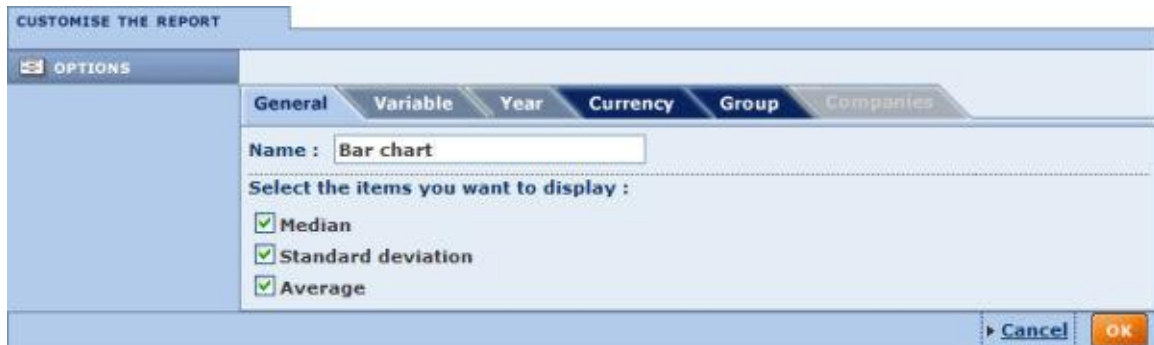 CUSTOMISE THE REPORT
OPTIONS
General Variable Year Currency Group Companies
Name : Bar chart
Select the items you want to display :
Median
Standard deviation
Average
Cancel OK